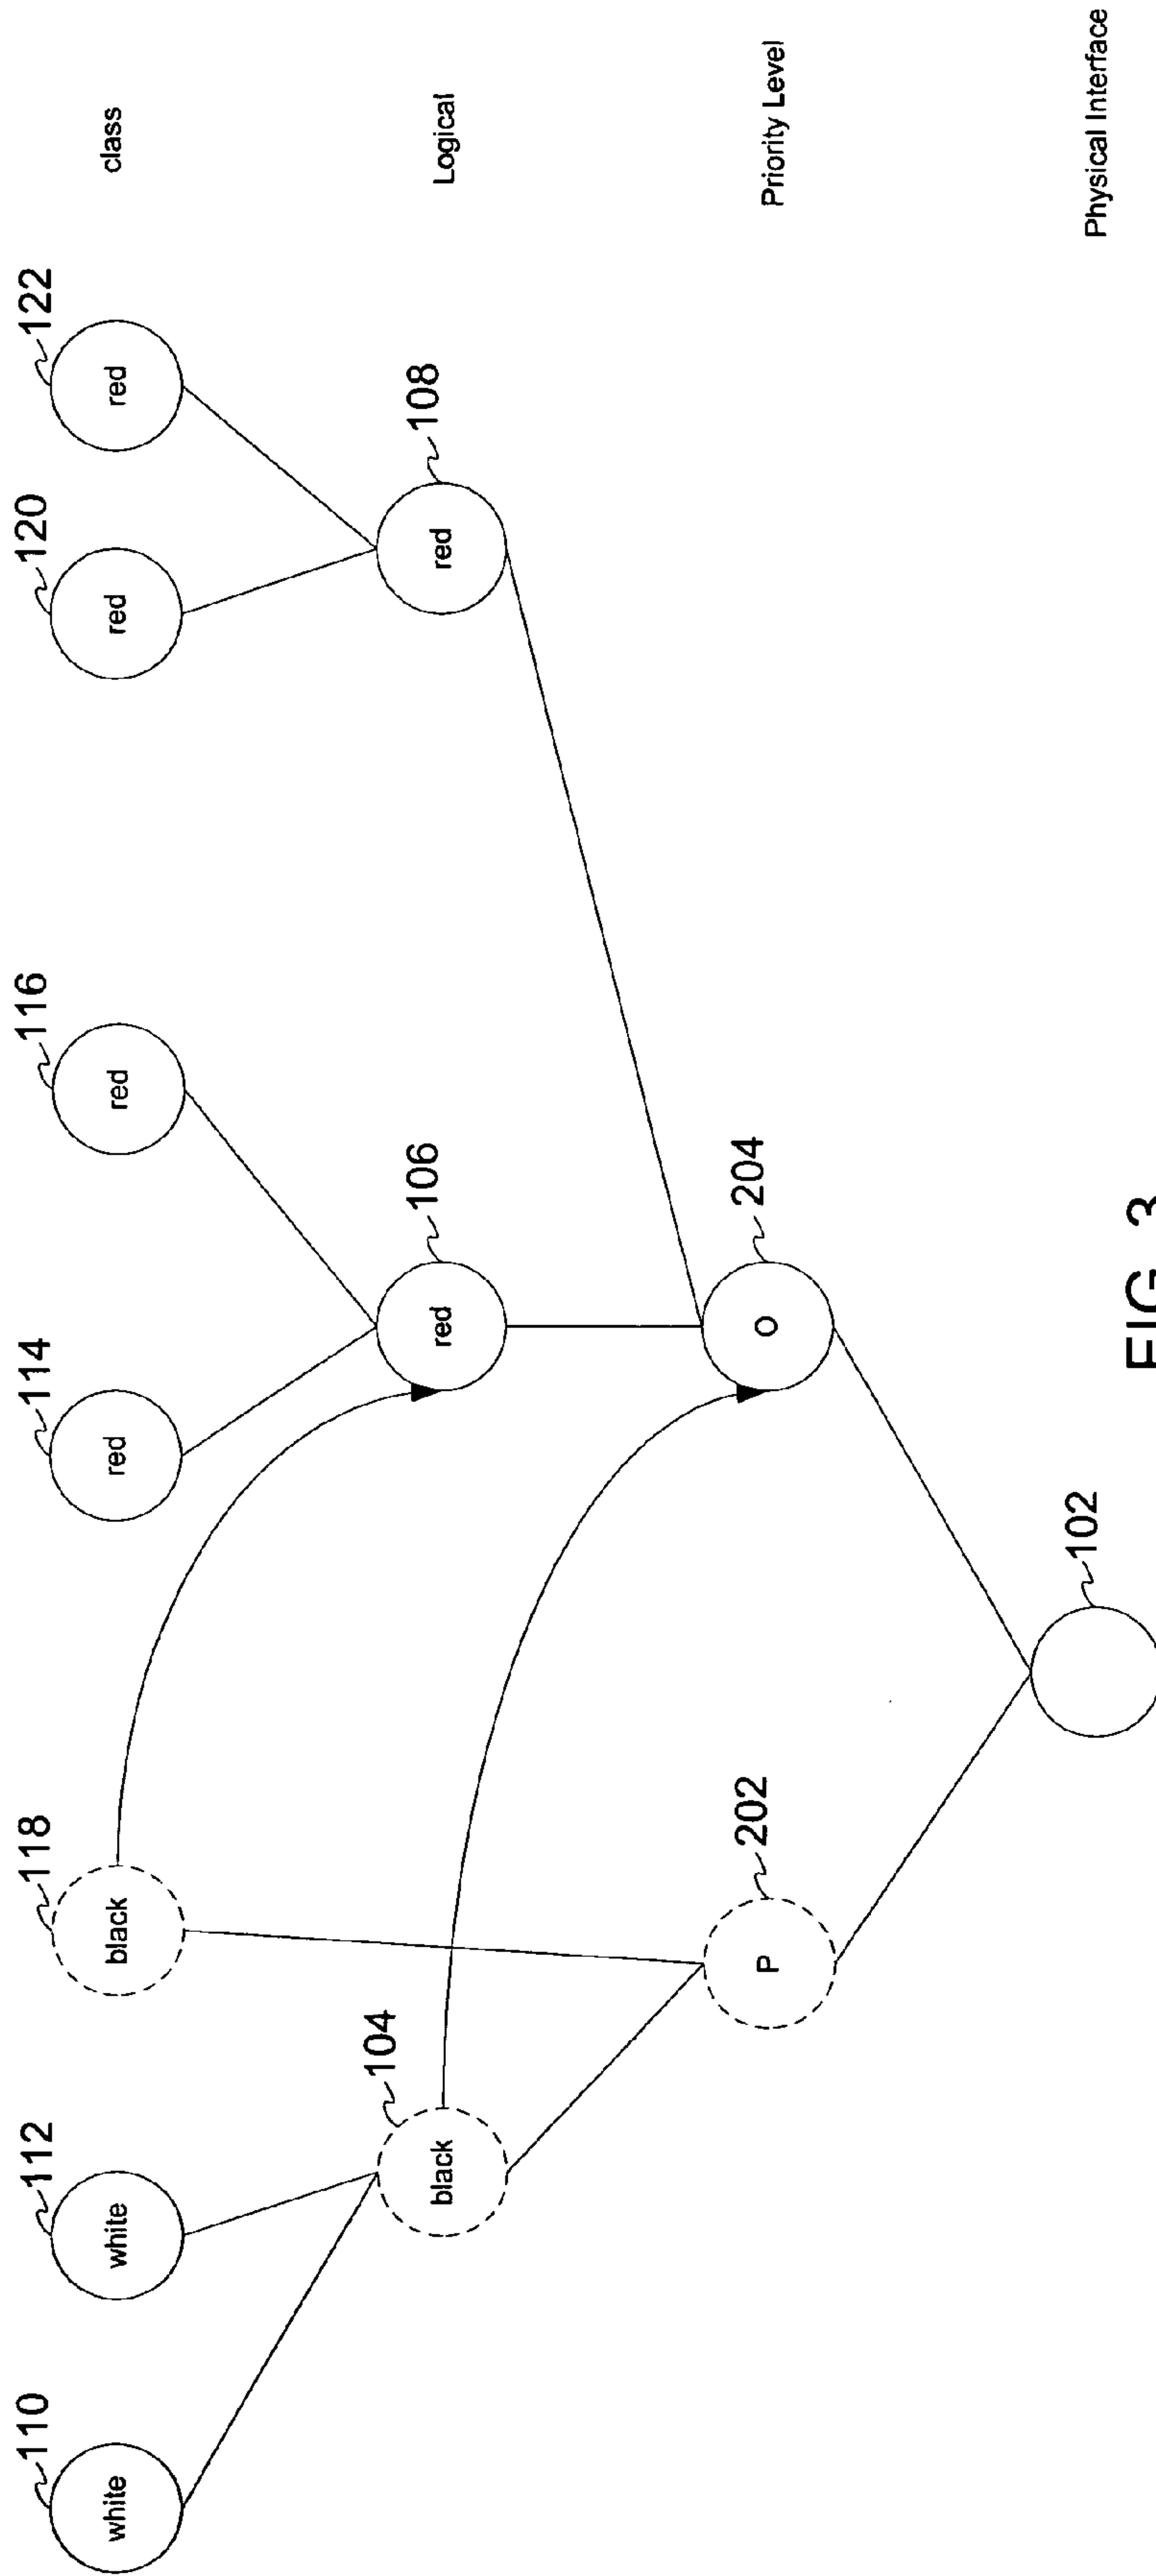 110
112
118
114
116
120
122
white
white
black
red
red
red
red
class
104
106
108
black
red
red
Logical
202
204
P
O
Priority Level
102
Physical Interface
FIG. 3